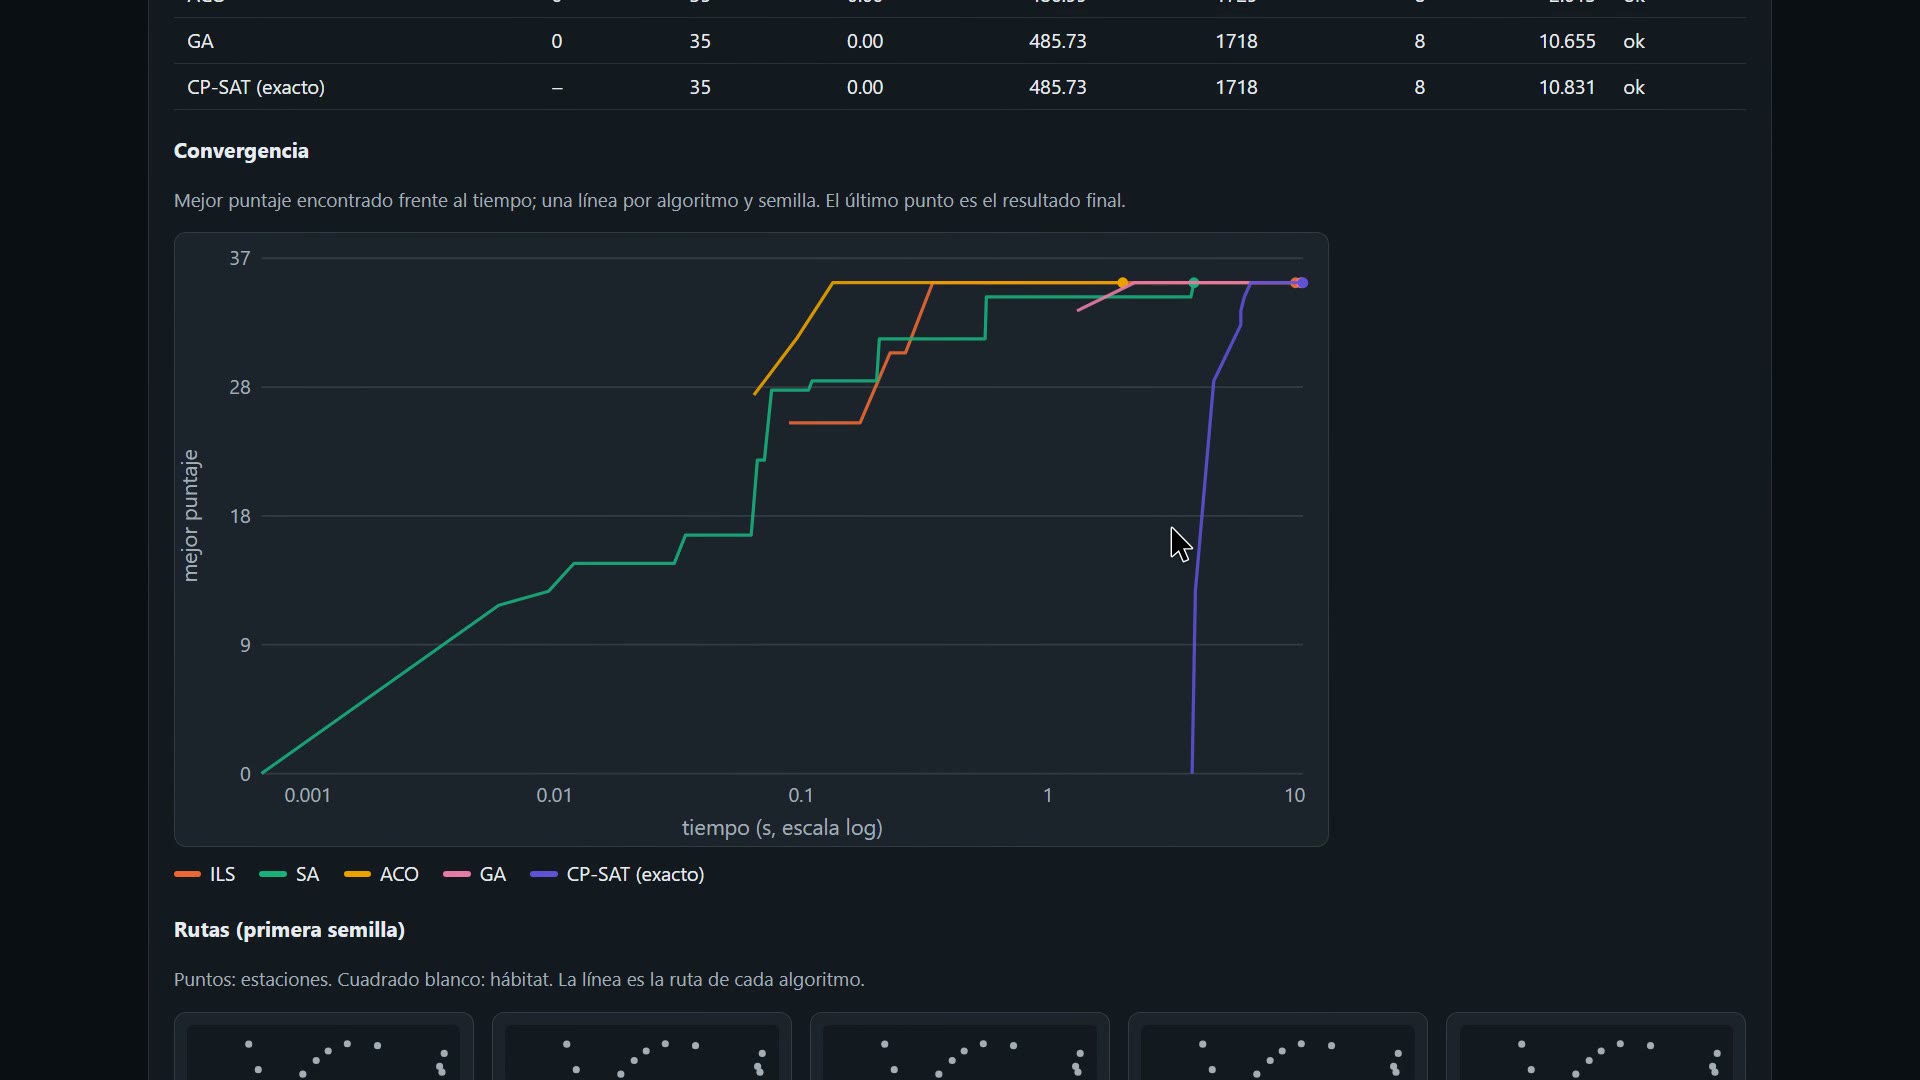 GA 0 35 0.00 485.73 1718 8 10.655 ok
CP-SAT (exacto) – 35 0.00 485.73 1718 8 10.831 ok
Convergencia
Mejor puntaje encontrado frente al tiempo; una línea por algoritmo y semilla. El último punto es el resultado final.
37
28
18
9
0
mejor puntaje
0.001 0.01 0.1 1 10
tiempo (s, escala log)
ILS SA ACO GA CP-SAT (exacto)
Rutas (primera semilla)
Puntos: estaciones. Cuadrado blanco: hábitat. La línea es la ruta de cada algoritmo.